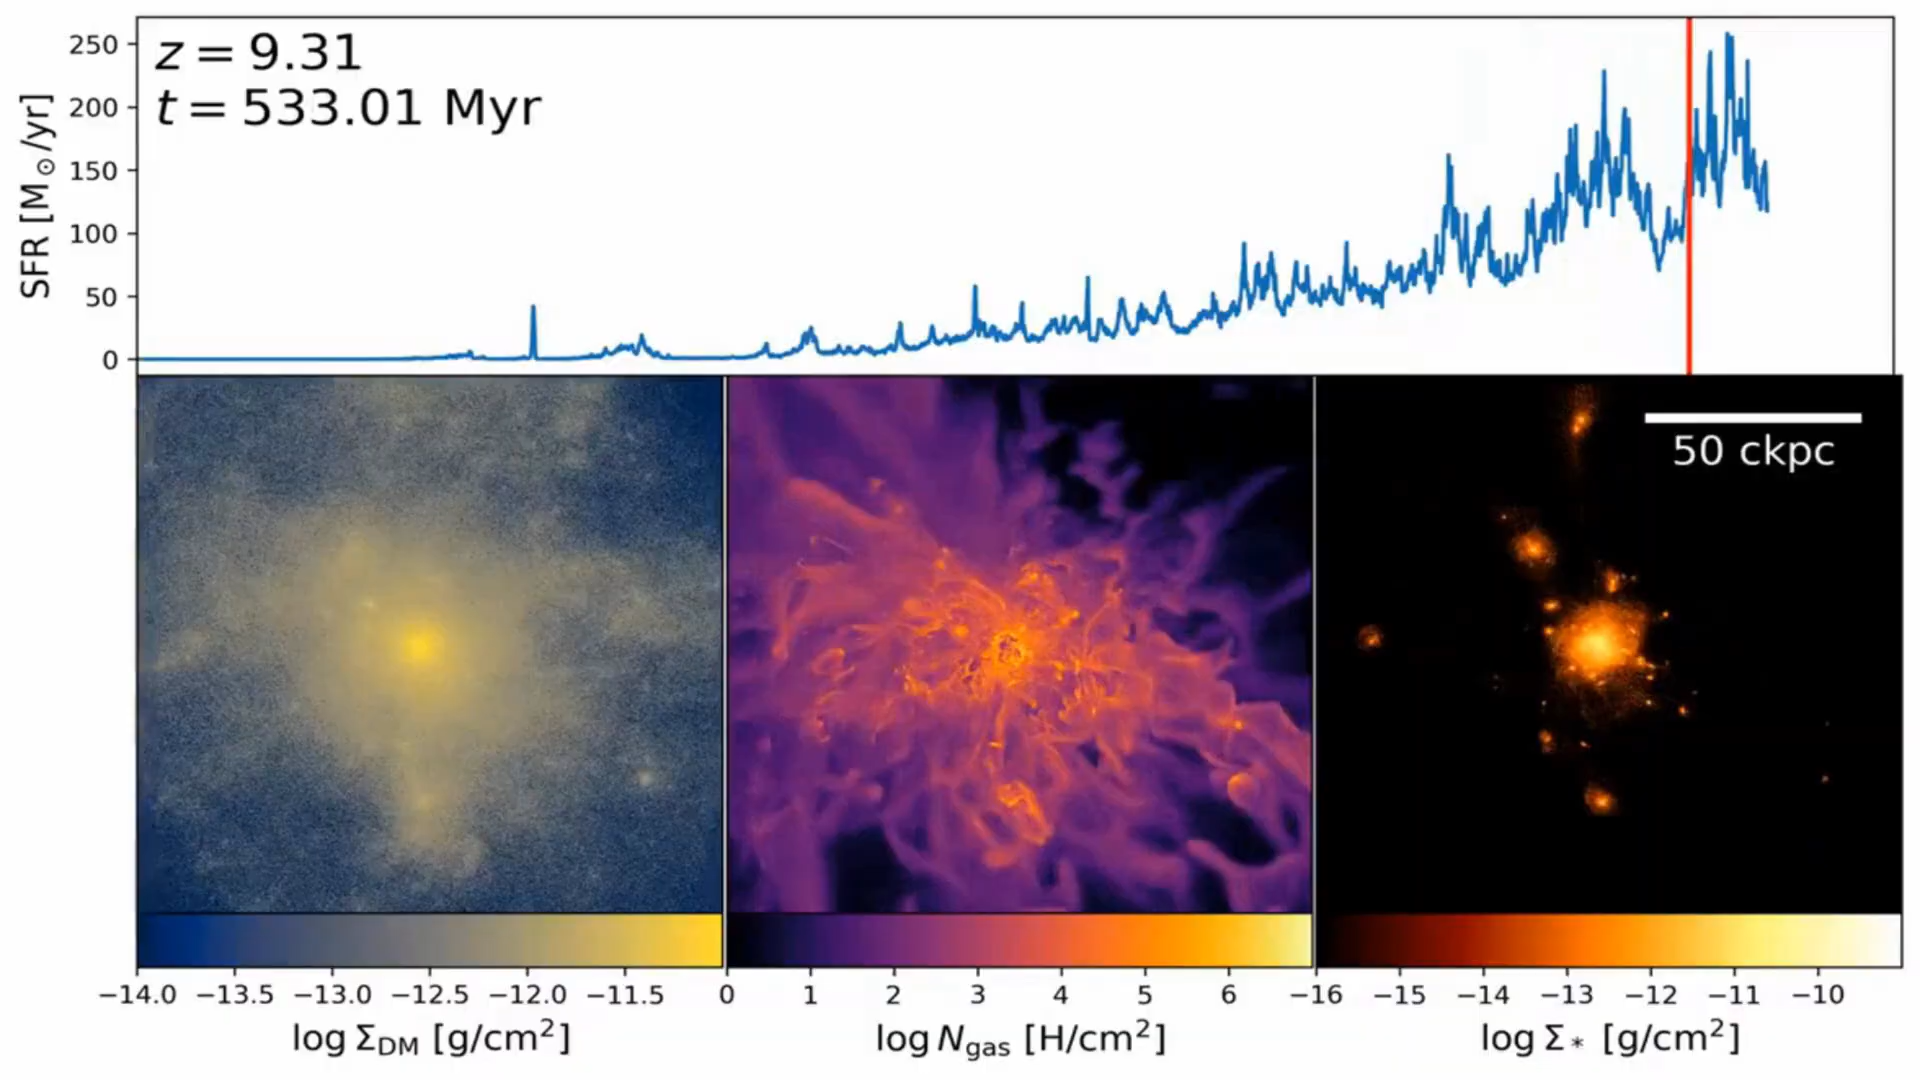 z = 9.31
t = 533.01 Myr
SFR [M⊙/yr]
250
200
150
100
50
0
50 ckpc
−14.0 −13.5 −13.0 −12.5 −12.0 −11.5
0 1 2 3 4 5 6
−16 −15 −14 −13 −12 −11 −10
log Σ_DM [g/cm²]
log N_gas [H/cm²]
log Σ_* [g/cm²]